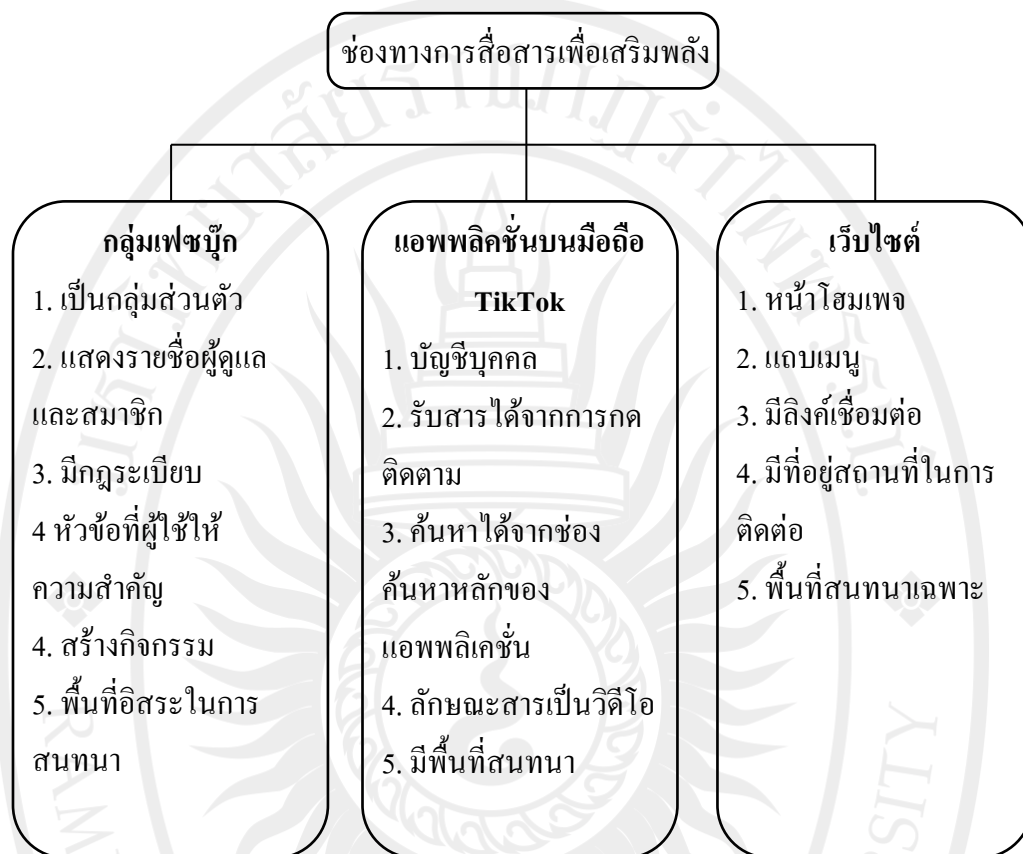 ช่องทางการสื่อสารเพื่อเสริมพลัง
กลุ่มเฟซบุ๊ก
1. เป็นกลุ่มส่วนตัว
2. แสดงรายชื่อผู้ดูแล
และสมาชิก
3. มีกฎระเบียบ
4 หัวข้อที่ผู้ใช้ให้
ความสำคัญ
4. สร้างกิจกรรม
5. พื้นที่อิสระในการ
สนทนา
แอพพลิคชั่นบนมือถือ
TikTok
1. บัญชีบุคคล
2. รับสารได้จากการกด
ติดตาม
3. ค้นหาได้จากช่อง
ค้นหาหลักของ
แอพพลิเคชั่น
4. ลักษณะสารเป็นวิดีโอ
5. มีพื้นที่สนทนา
เว็บไซต์
1. หน้าโฮมเพจ
2. แถบเมนู
3. มีลิงค์เชื่อมต่อ
4. มีที่อยู่สถานที่ในการ
ติดต่อ
5. พื้นที่สนทนาเฉพาะ